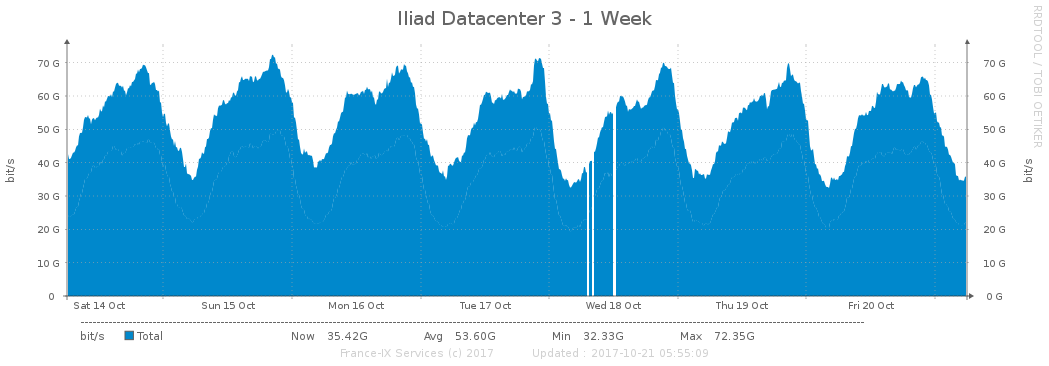 Iliad Datacenter 3 - 1 Week
RRDTOOL / TOBI OETIKER
bit/s
70 G 70 G
60 G 60 G
50 G 50 G
40 G 40 G
30 G 30 G
20 G 20 G
10 G 10 G
0 0 G
bit/s
Sat 14 Oct Sun 15 Oct Mon 16 Oct Tue 17 Oct Wed 18 Oct Thu 19 Oct Fri 20 Oct
bit/s Total Now 35.42G Avg 53.60G Min 32.33G Max 72.35G
France-IX Services (c) 2017 Updated : 2017-10-21 05:55:09